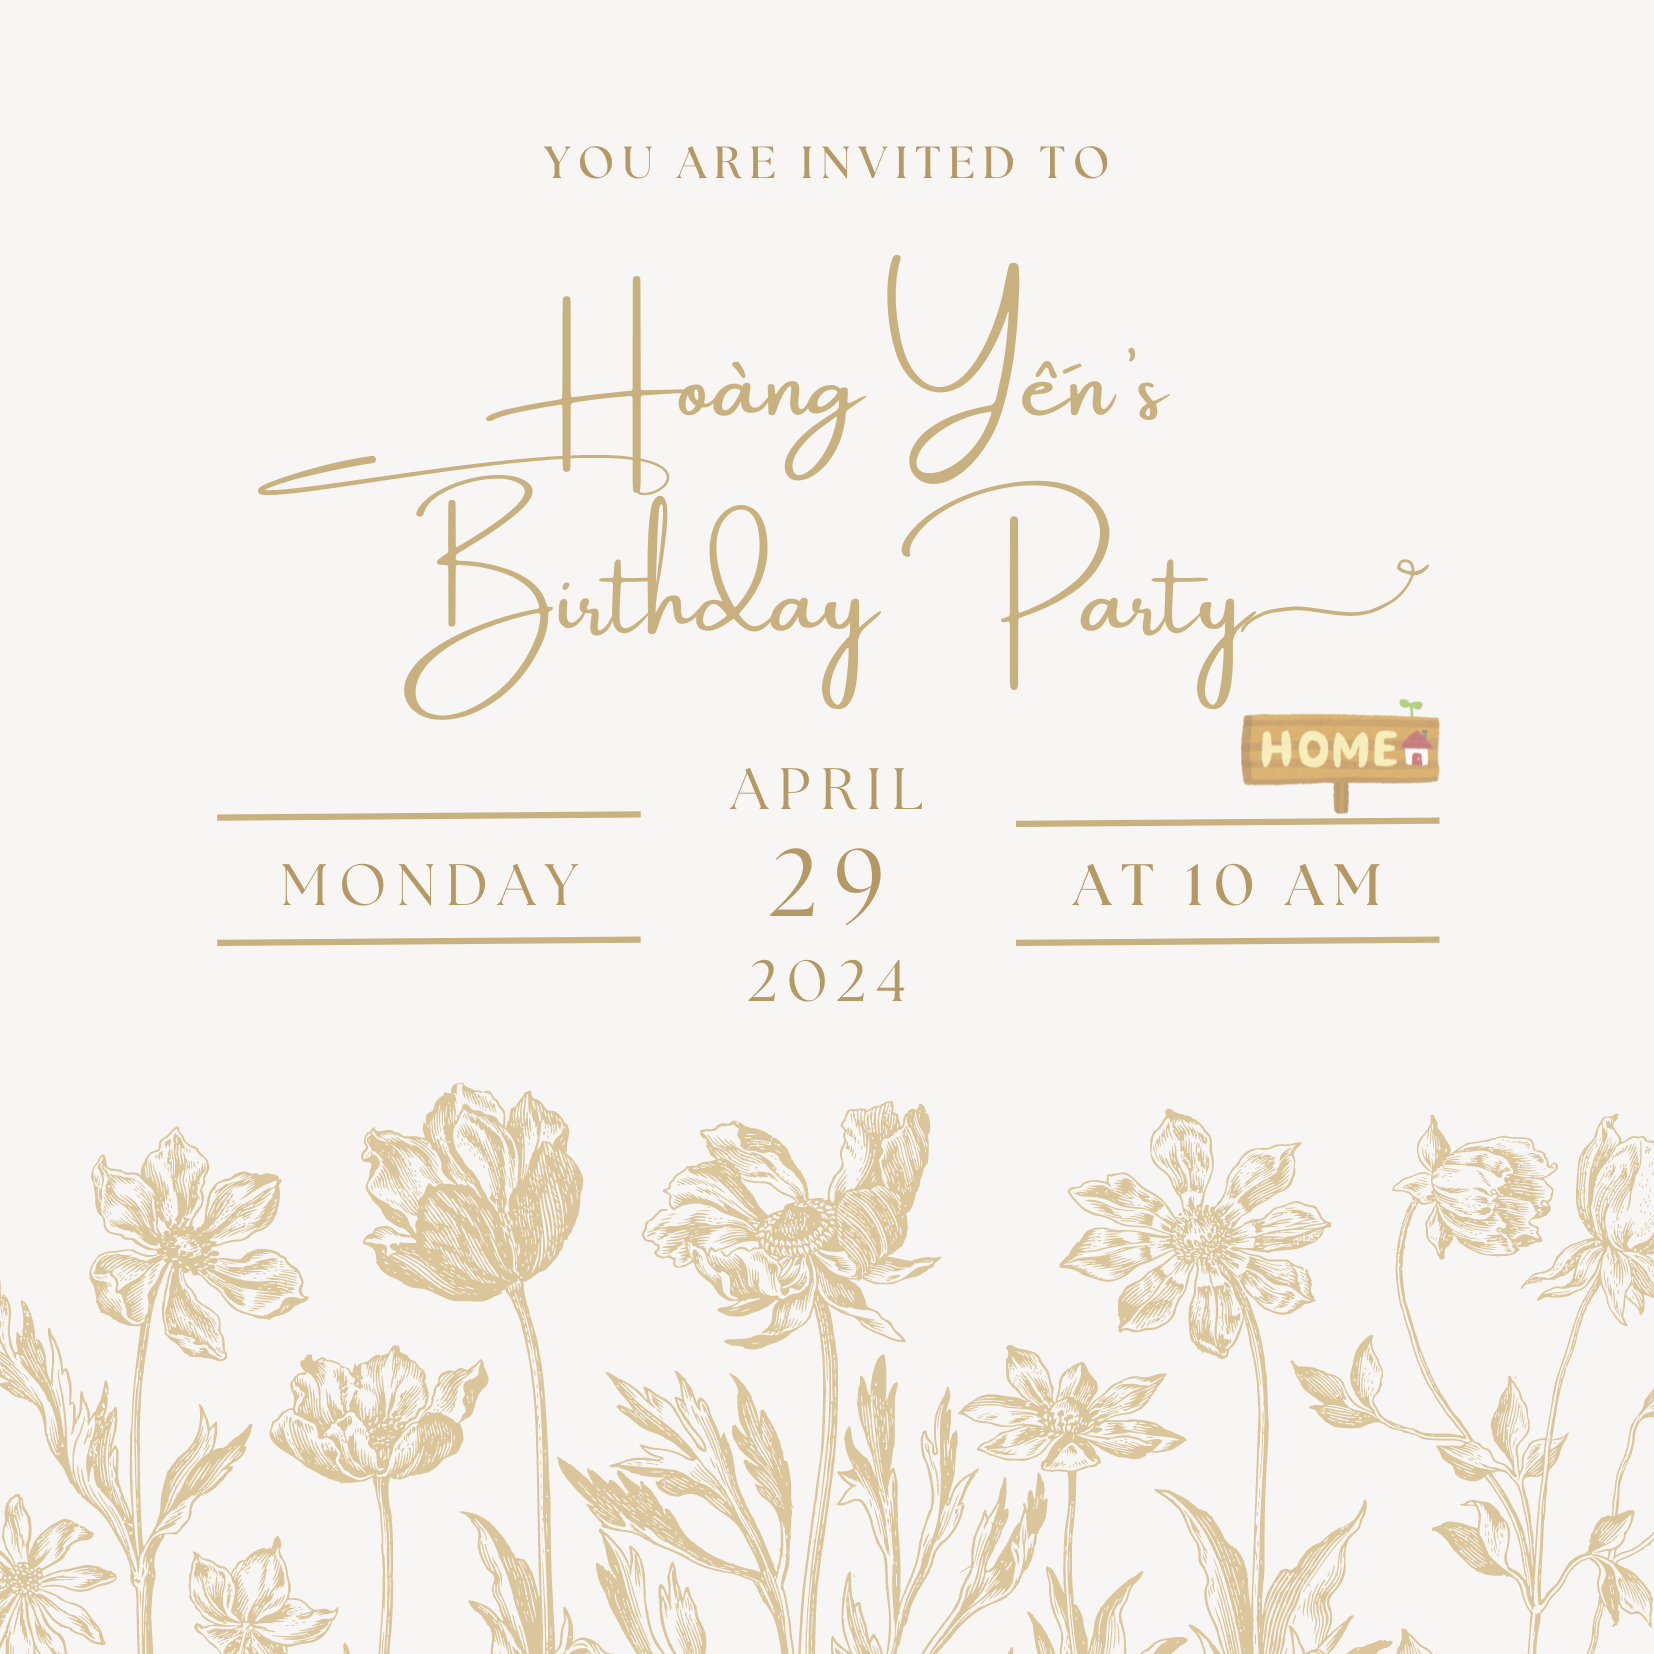 YOU ARE INVITED TO
Hoàng Yến's
Birthday Party
HOME
APRIL
MONDAY
29
AT 10 AM
2024